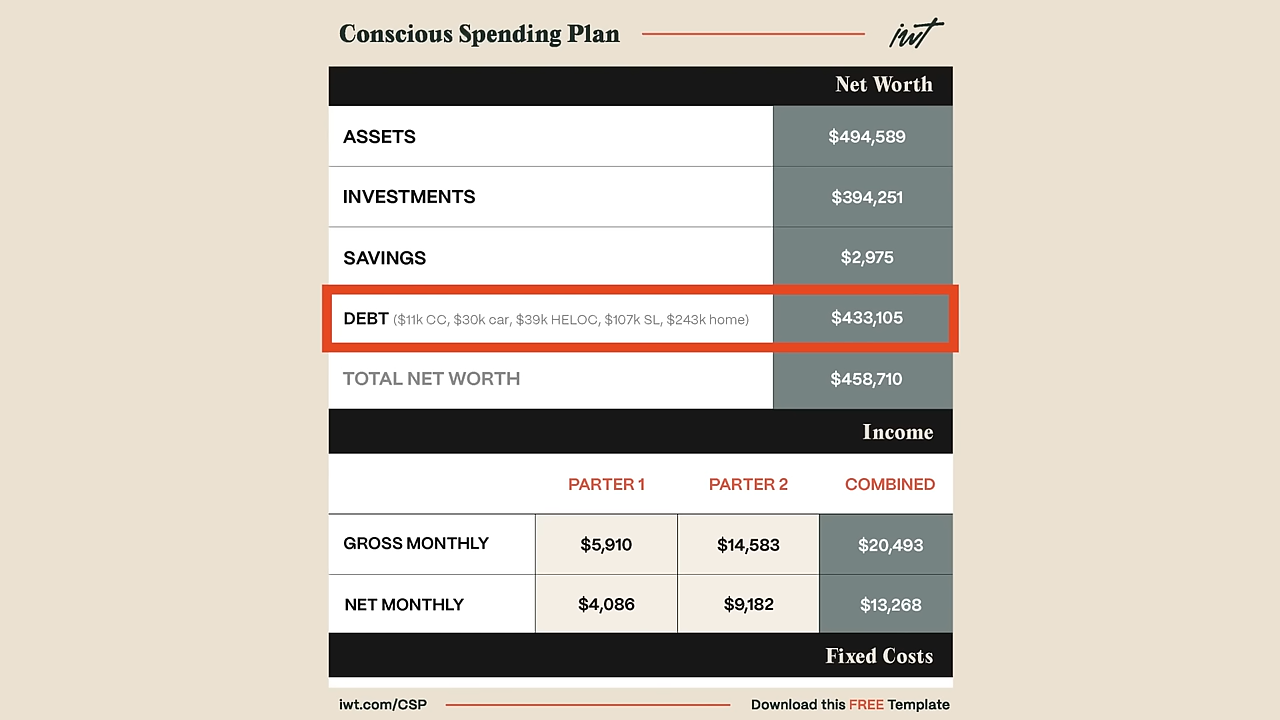 Conscious Spending Plan
iwt
Net Worth
ASSETS $494,589
INVESTMENTS $394,251
SAVINGS $2,975
DEBT ($11k CC, $30k car, $39k HELOC, $107k SL, $243k home) $433,105
TOTAL NET WORTH $458,710
Income
PARTER 1 PARTER 2 COMBINED
GROSS MONTHLY $5,910 $14,583 $20,493
NET MONTHLY $4,086 $9,182 $13,268
Fixed Costs
iwt.com/CSP Download this FREE Template